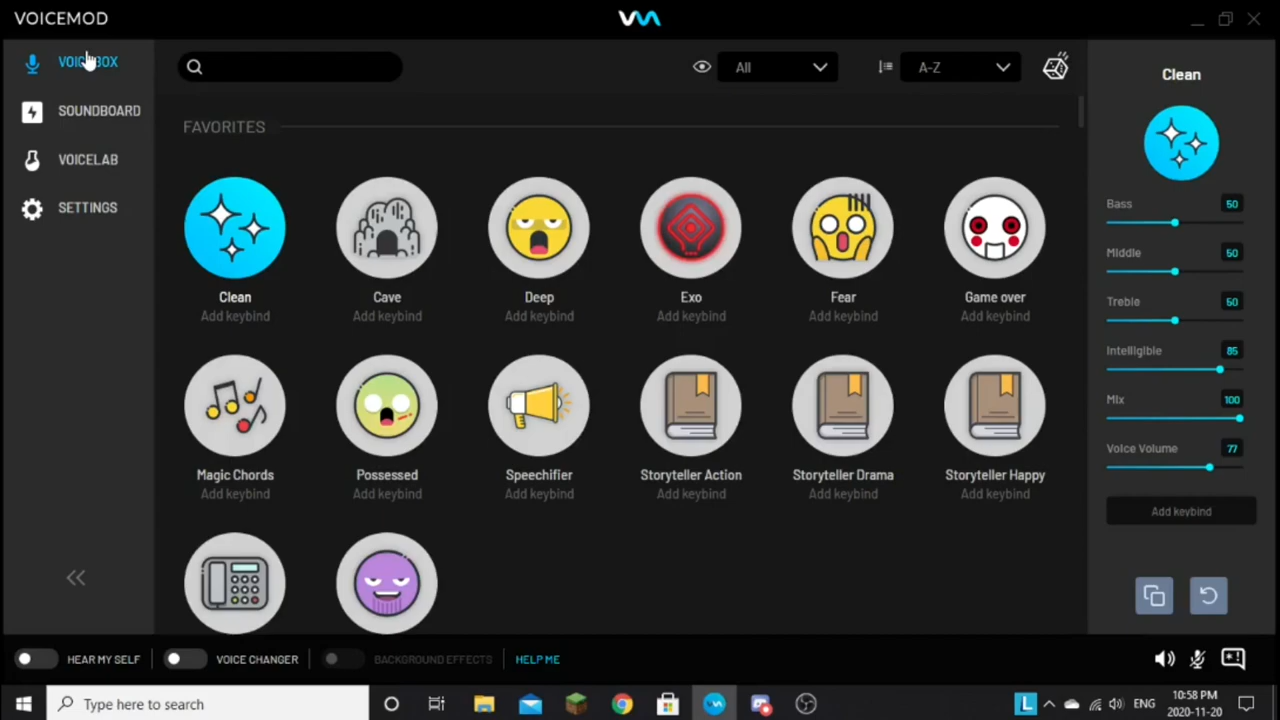 VOICEMOD
VOICEBOX
SOUNDBOARD
VOICELAB
SETTINGS
All
A-Z
FAVORITES
Clean
Add keybind
Cave
Add keybind
Deep
Add keybind
Exo
Add keybind
Fear
Add keybind
Game over
Add keybind
Magic Chords
Add keybind
Possessed
Add keybind
Speechifier
Add keybind
Storyteller Action
Add keybind
Storyteller Drama
Add keybind
Storyteller Happy
Add keybind
Clean
Bass 50
Middle 50
Treble 50
Intelligible 85
Mix 100
Voice Volume 77
Add keybind
HEAR MY SELF
VOICE CHANGER
BACKGROUND EFFECTS
HELP ME
Type here to search
L
ENG
10:58 PM
2020-11-20